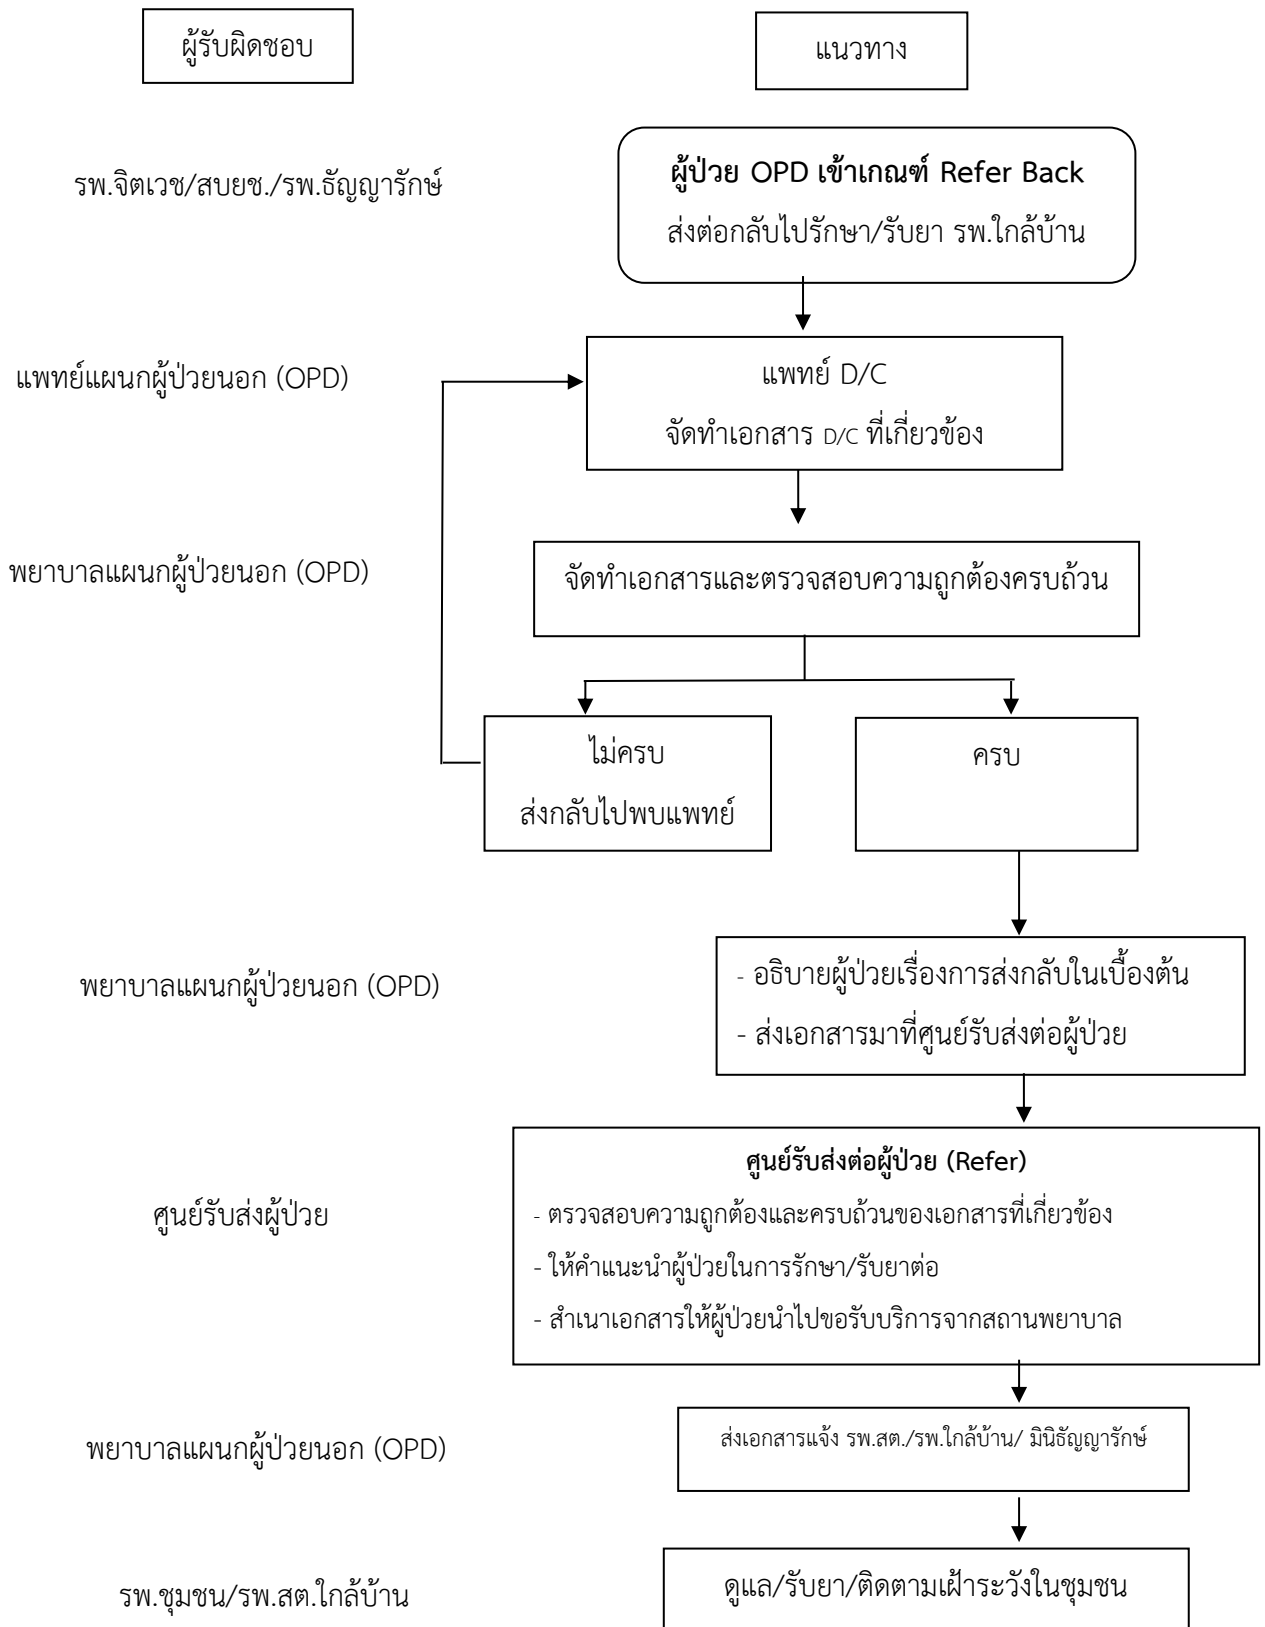 ผู้รับผิดชอบ
แนวทาง
รพ.จิตเวช/สบยช./รพ.ธัญญารักษ์
ผู้ป่วย OPD เข้าเกณฑ์ Refer Back
ส่งต่อกลับไปรักษา/รับยา รพ.ใกล้บ้าน
แพทย์แผนกผู้ป่วยนอก (OPD)
แพทย์ D/C
จัดทำเอกสาร D/C ที่เกี่ยวข้อง
พยาบาลแผนกผู้ป่วยนอก (OPD)
จัดทำเอกสารและตรวจสอบความถูกต้องครบถ้วน
ไม่ครบ
ส่งกลับไปพบแพทย์
ครบ
พยาบาลแผนกผู้ป่วยนอก (OPD)
- อธิบายผู้ป่วยเรื่องการส่งกลับในเบื้องต้น
- ส่งเอกสารมาที่ศูนย์รับส่งต่อผู้ป่วย
ศูนย์รับส่งผู้ป่วย
ศูนย์รับส่งต่อผู้ป่วย (Refer)
- ตรวจสอบความถูกต้องและครบถ้วนของเอกสารที่เกี่ยวข้อง
- ให้คำแนะนำผู้ป่วยในการรักษา/รับยาต่อ
- สำเนาเอกสารให้ผู้ป่วยนำไปขอรับบริการจากสถานพยาบาล
พยาบาลแผนกผู้ป่วยนอก (OPD)
ส่งเอกสารแจ้ง รพ.สต./รพ.ใกล้บ้าน/ มินิธัญญารักษ์
รพ.ชุมชน/รพ.สต.ใกล้บ้าน
ดูแล/รับยา/ติดตามเฝ้าระวังในชุมชน